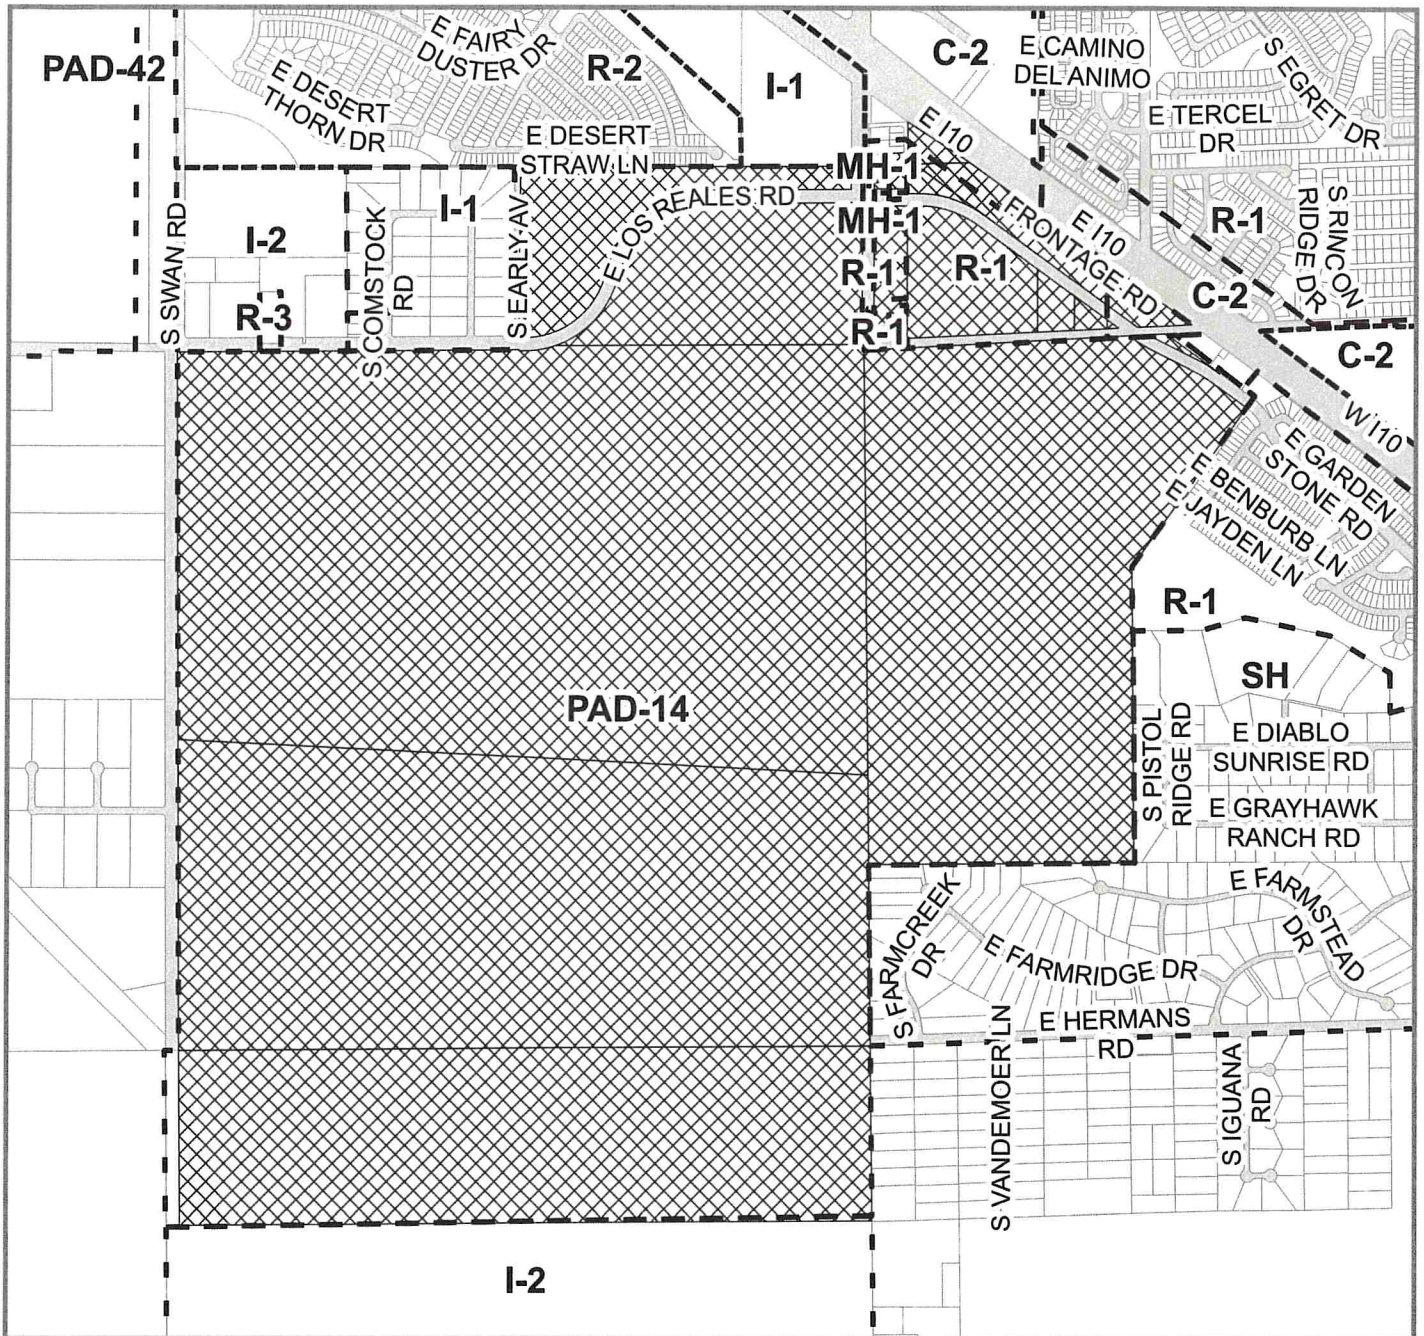 PAD-42
E FAIRY
DUSTER DR
R-2
I-1
C-2
E CAMINO
DEL ANIMO
S EGRET DR
E DESERT
THORN DR
E DESERT
STRAW LN
E I10
E TERCEL
DR
MH-1
S SWAN RD
I-2
S COMSTOCK
RD
I-1
S EARLY AV
E LOS REALES RD
MH-1
R-1
R-1
FRONTAGE RD
E I10
R-1
S RINCON
RIDGE DR
C-2
R-3
R-1
C-2
W I10
E GARDEN
STONE RD
E BENBURB LN
E JAYDEN LN
R-1
SH
PAD-14
S PISTOL
RIDGE RD
E DIABLO
SUNRISE RD
E GRAYHAWK
RANCH RD
S FARMCREEK
DR
E FARMSTEAD
DR
E FARMRIDGE DR
E HERMANS
RD
S VANDEMOER LN
S IGUANA
RD
I-2